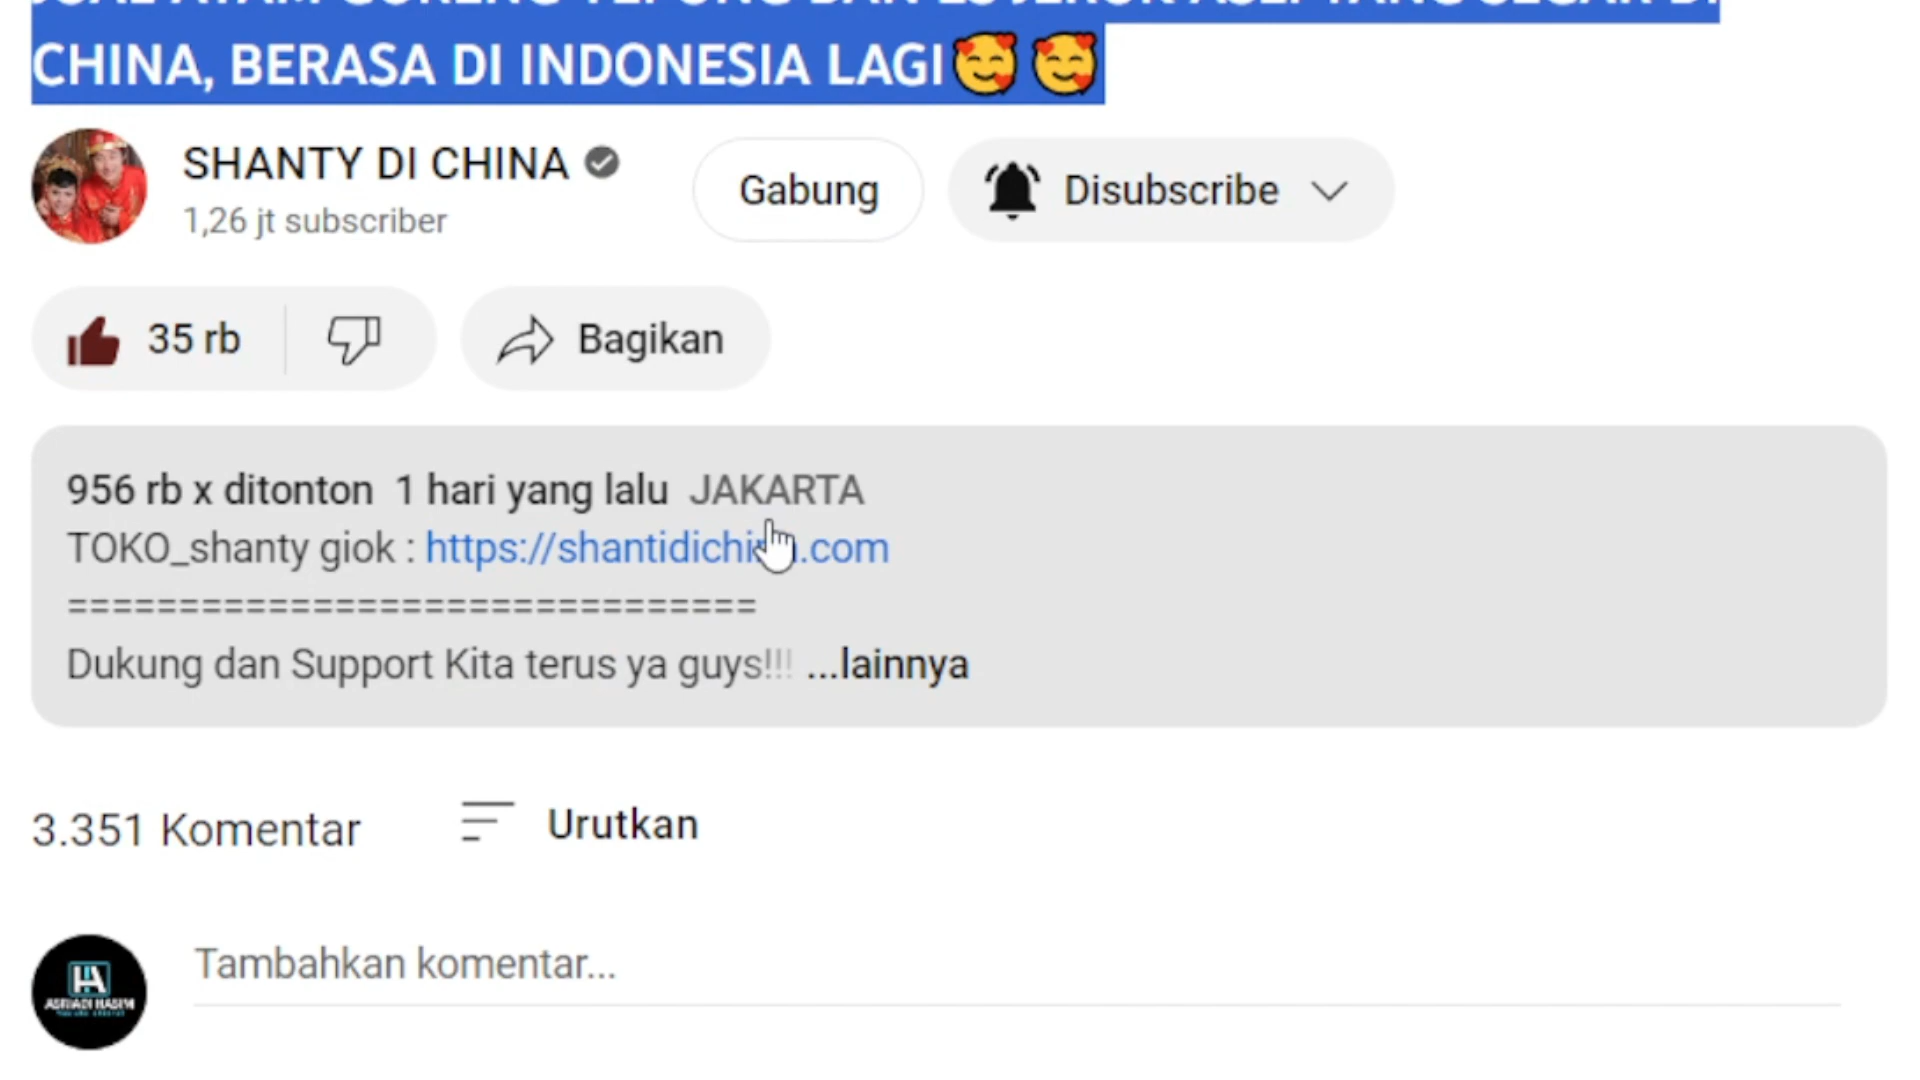 CHINA, BERASA DI INDONESIA LAGI🥰 🥰
SHANTY DI CHINA
1,26 jt subscriber
Gabung
Disubscribe
35 rb
Bagikan
956 rb x ditonton 1 hari yang lalu JAKARTA
TOKO_shanty giok : https://shantidichina.com
===============================
Dukung dan Support Kita terus ya guys!!! ...lainnya
3.351 Komentar
Urutkan
Tambahkan komentar...